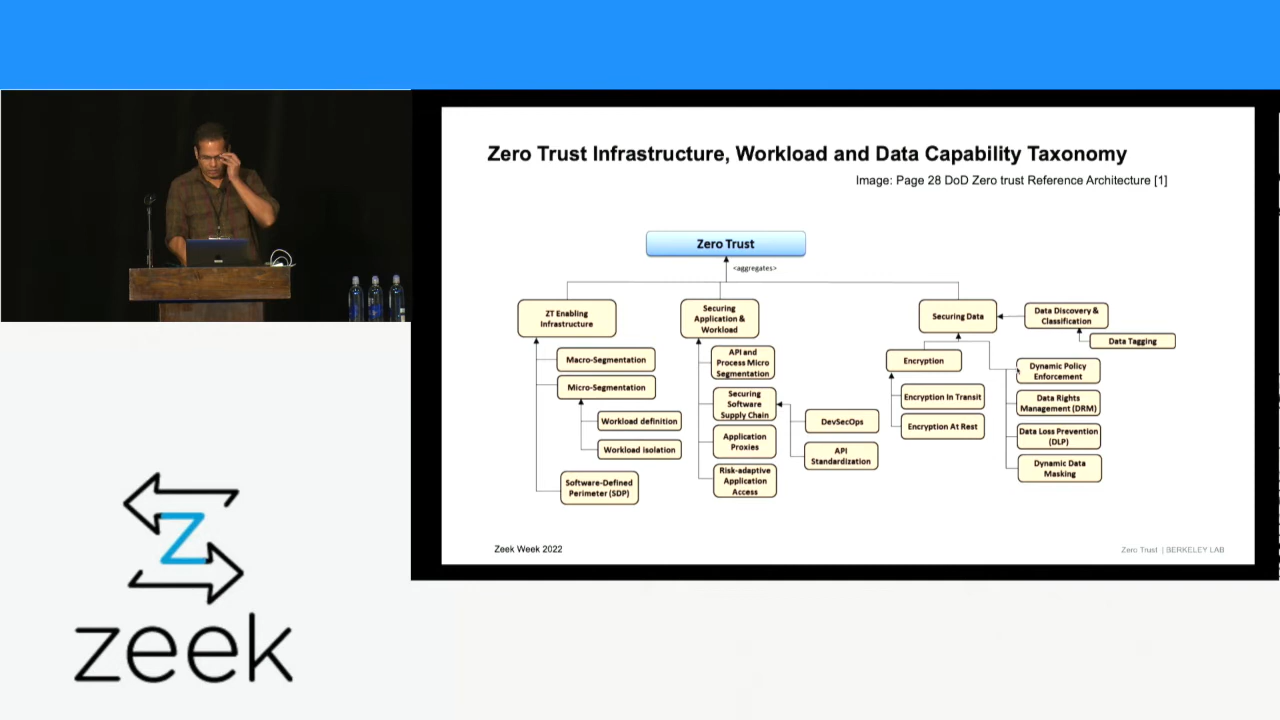 Zero Trust Infrastructure, Workload and Data Capability Taxonomy
Image: Page 28 DoD Zero trust Reference Architecture [1]
Zero Trust
<aggregates>
ZT Enabling
Infrastructure
Macro-Segmentation
Micro-Segmentation
Workload definition
Workload isolation
Software-Defined
Perimeter (SDP)
Securing
Application &
Workload
API and
Process Micro
Segmentation
Securing
Software
Supply Chain
DevSecOps
API
Standardization
Application
Proxies
Risk-adaptive
Application
Access
Securing Data
Data Discovery &
Classification
Data Tagging
Encryption
Encryption In Transit
Encryption At Rest
Dynamic Policy
Enforcement
Data Rights
Management (DRM)
Data Loss Prevention
(DLP)
Dynamic Data
Masking
Zeek Week 2022
Zero Trust | BERKELEY LAB
Z
zeek